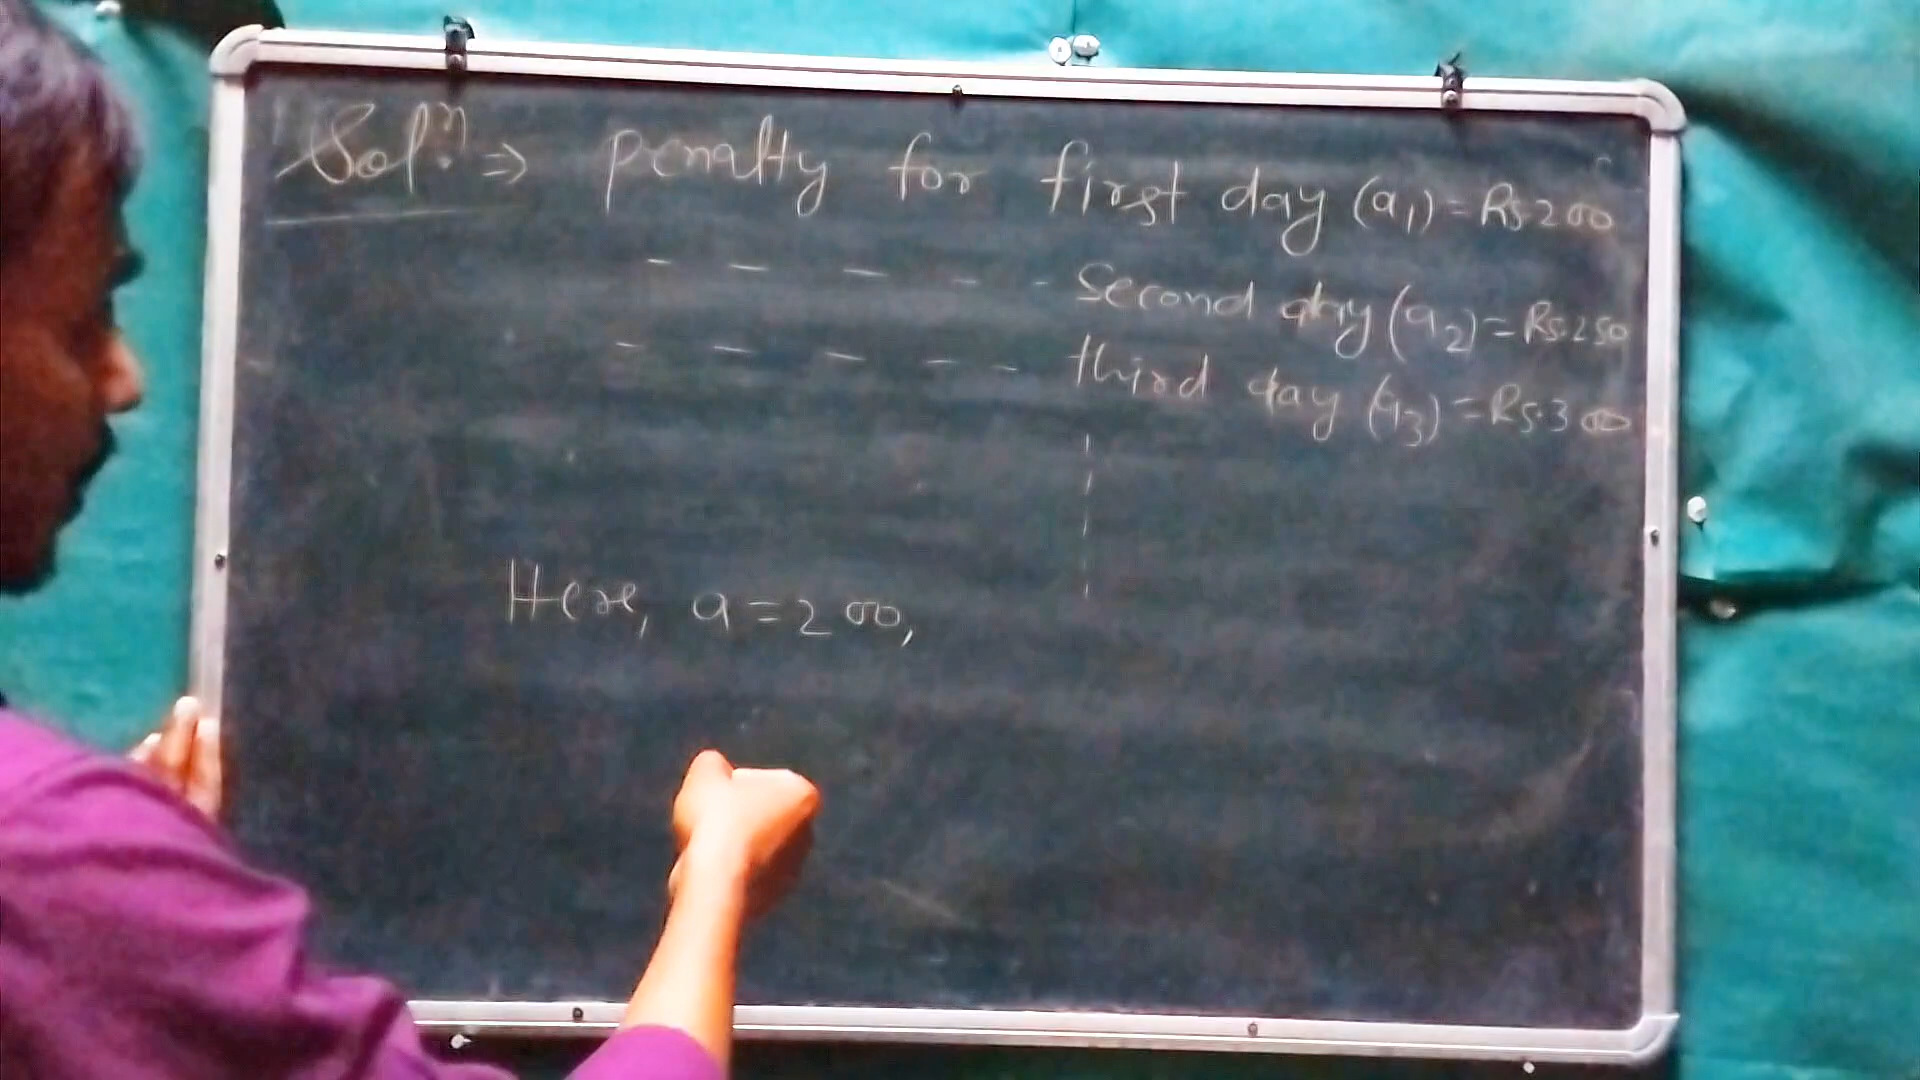 Solⁿ. ⇒ penalty for first day (a₁) = Rs.200
- - - - - Second day (a₂) = Rs.250
- - - - - third day (a₃) = Rs.300
Here, a = 200,